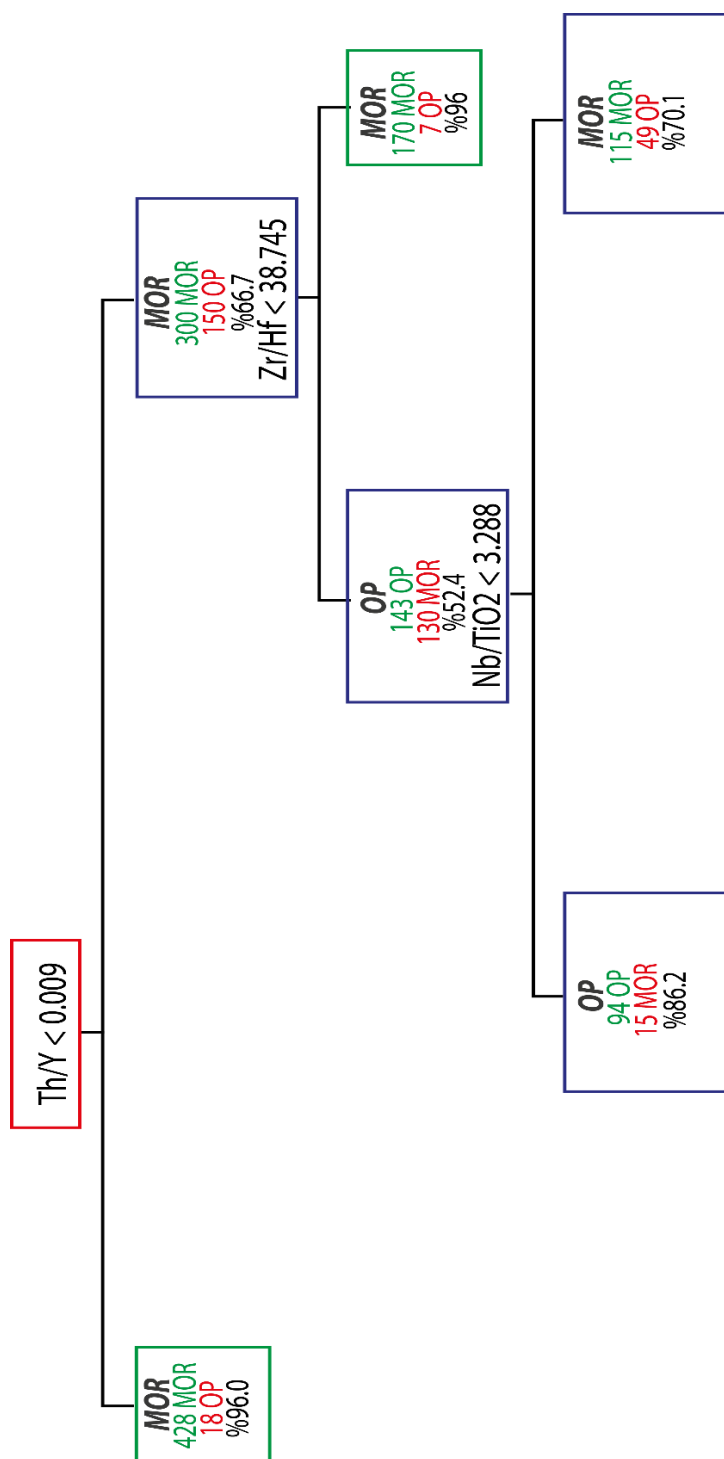 Th/Y < 0.009
MOR
428 MOR
18 OP
%96.0
MOR
300 MOR
150 OP
%66.7
Zr/Hf < 38.745
OP
143 OP
130 MOR
%52.4
Nb/TiO2 < 3.288
MOR
170 MOR
7 OP
%96
OP
94 OP
15 MOR
%86.2
MOR
115 MOR
49 OP
%70.1